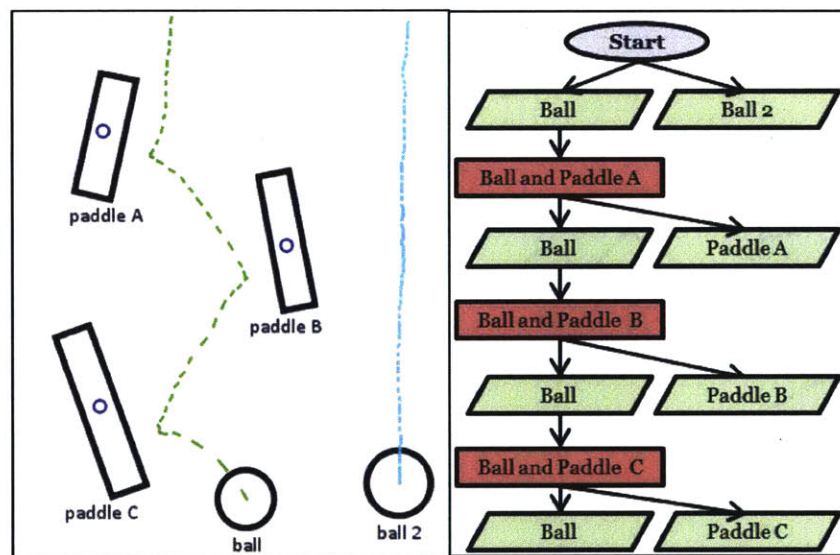 paddle A
paddle B
paddle C
ball
ball 2
Start
Ball
Ball 2
Ball and Paddle A
Ball
Paddle A
Ball and Paddle B
Ball
Paddle B
Ball and Paddle C
Ball
Paddle C